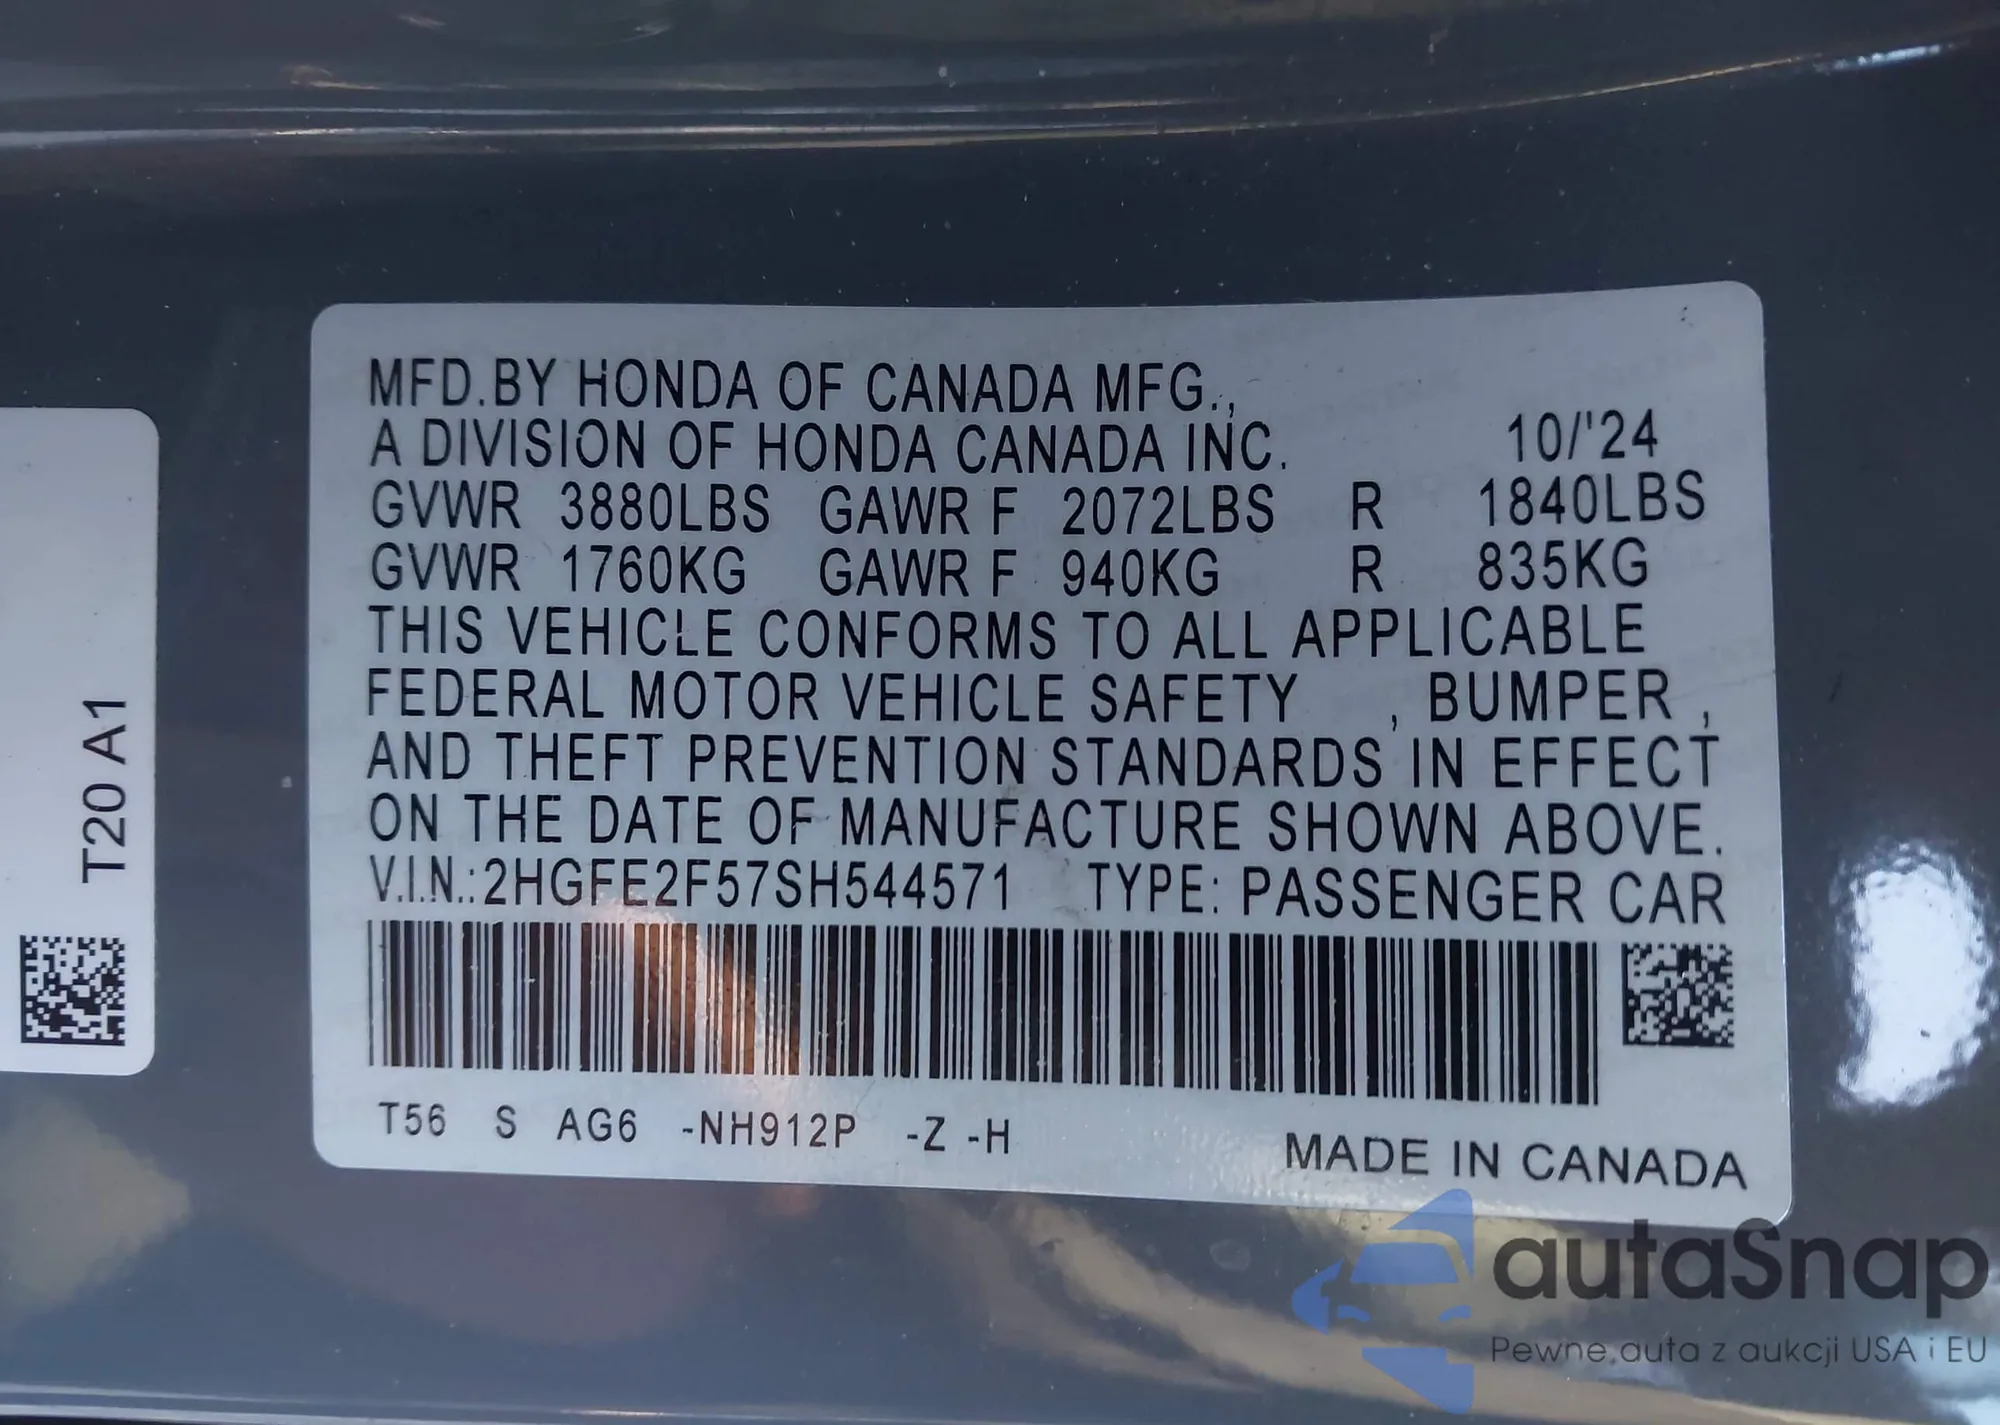 MFD.BY HONDA OF CANADA MFG.,
A DIVISION OF HONDA CANADA INC. 10/'24
GVWR 3880LBS GAWR F 2072LBS R 1840LBS
GVWR 1760KG GAWR F 940KG R 835KG
THIS VEHICLE CONFORMS TO ALL APPLICABLE
FEDERAL MOTOR VEHICLE SAFETY , BUMPER ,
AND THEFT PREVENTION STANDARDS IN EFFECT
ON THE DATE OF MANUFACTURE SHOWN ABOVE.
V.I.N.:2HGFE2F57SH544571 TYPE: PASSENGER CAR
T56 S AG6 -NH912P -Z -H
MADE IN CANADA
T20 A1
autaSnap
Pewne auta z aukcji USA i EU